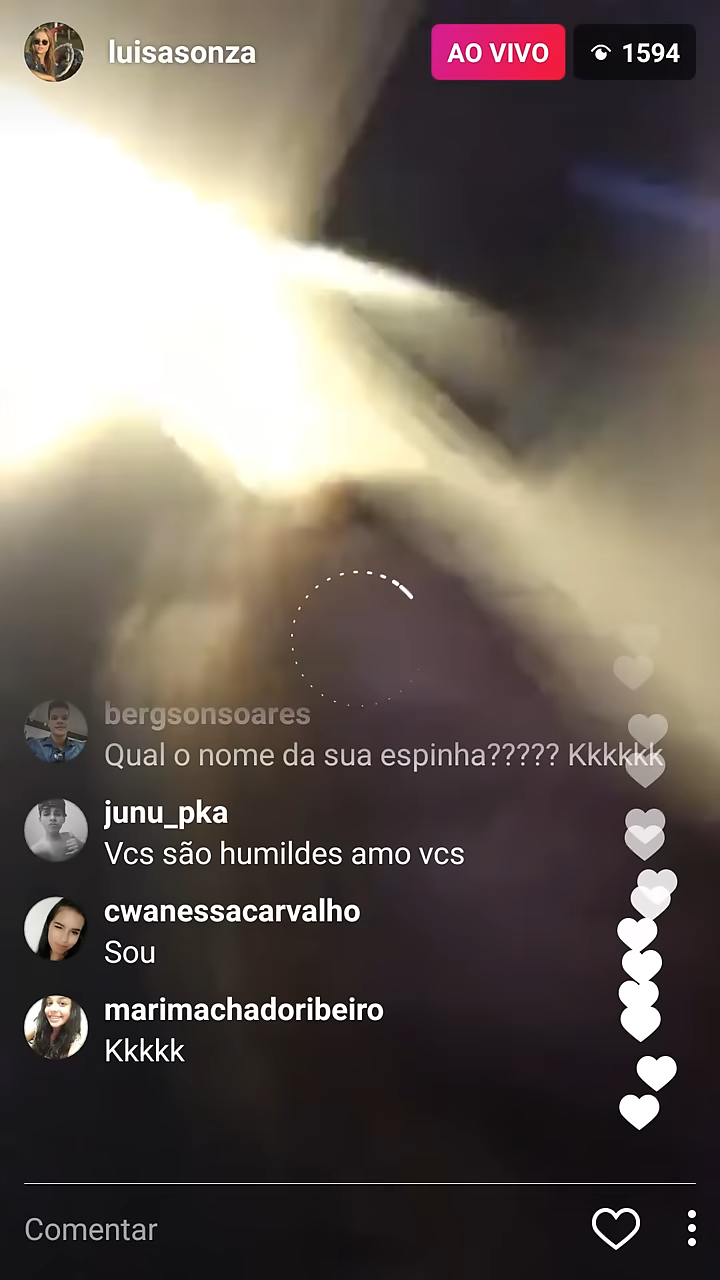 luisasonza
AO VIVO
1594
bergsonsoares
Qual o nome da sua espinha????? Kkkkkk
junu_pka
Vcs são humildes amo vcs
cwanessacarvalho
Sou
marimachadoribeiro
Kkkkk
Comentar